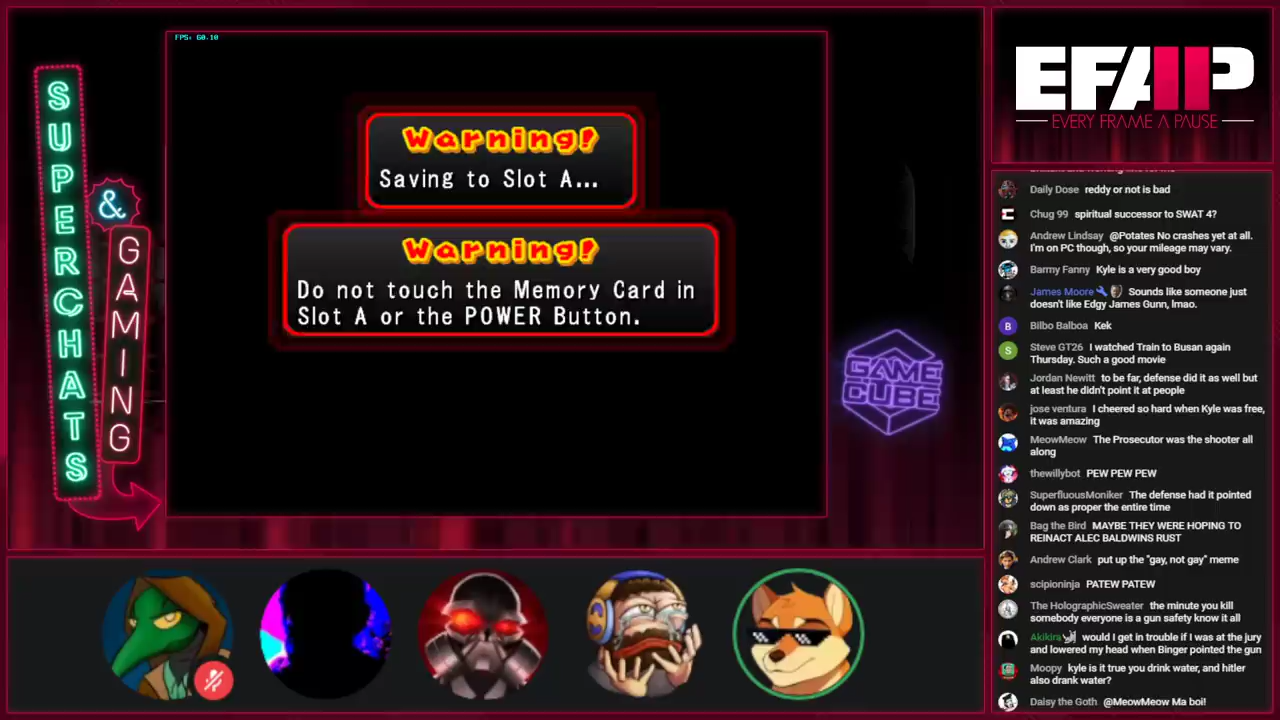 SUPERCHATS
&
GAMING
FPS: 60.10
Warning!
Saving to Slot A...
Warning!
Do not touch the Memory Card in
Slot A or the POWER Button.
GAME
CUBE
EFAP
EVERY FRAME A PAUSE
Daily Dose reddy or not is bad
Chug 99 spiritual successor to SWAT 4?
Andrew Lindsay @Potates No crashes yet at all.
I'm on PC though, so your mileage may vary.
Barmy Fanny Kyle is a very good boy
James Moore Sounds like someone just
doesn't like Edgy James Gunn, lmao.
B
Bilbo Balboa Kek
S
Steve GT26 I watched Train to Busan again
Thursday. Such a good movie
Jordan Newitt to be far, defense did it as well but
at least he didn't point it at people
jose ventura I cheered so hard when Kyle was free,
it was amazing
MeowMeow The Prosecutor was the shooter all
along
thewillybot PEW PEW PEW
SuperfluousMoniker The defense had it pointed
down as proper the entire time
Bag the Bird MAYBE THEY WERE HOPING TO
REINACT ALEC BALDWINS RUST
Andrew Clark put up the "gay, not gay" meme
scipioninja PATEW PATEW
The HolographicSweater the minute you kill
somebody everyone is a gun safety know it all
Akikira would I get in trouble if I was at the jury
and lowered my head when Binger pointed the gun
Moopy kyle is it true you drink water, and hitler
also drank water?
Daisy the Goth @MeowMeow Ma boi!